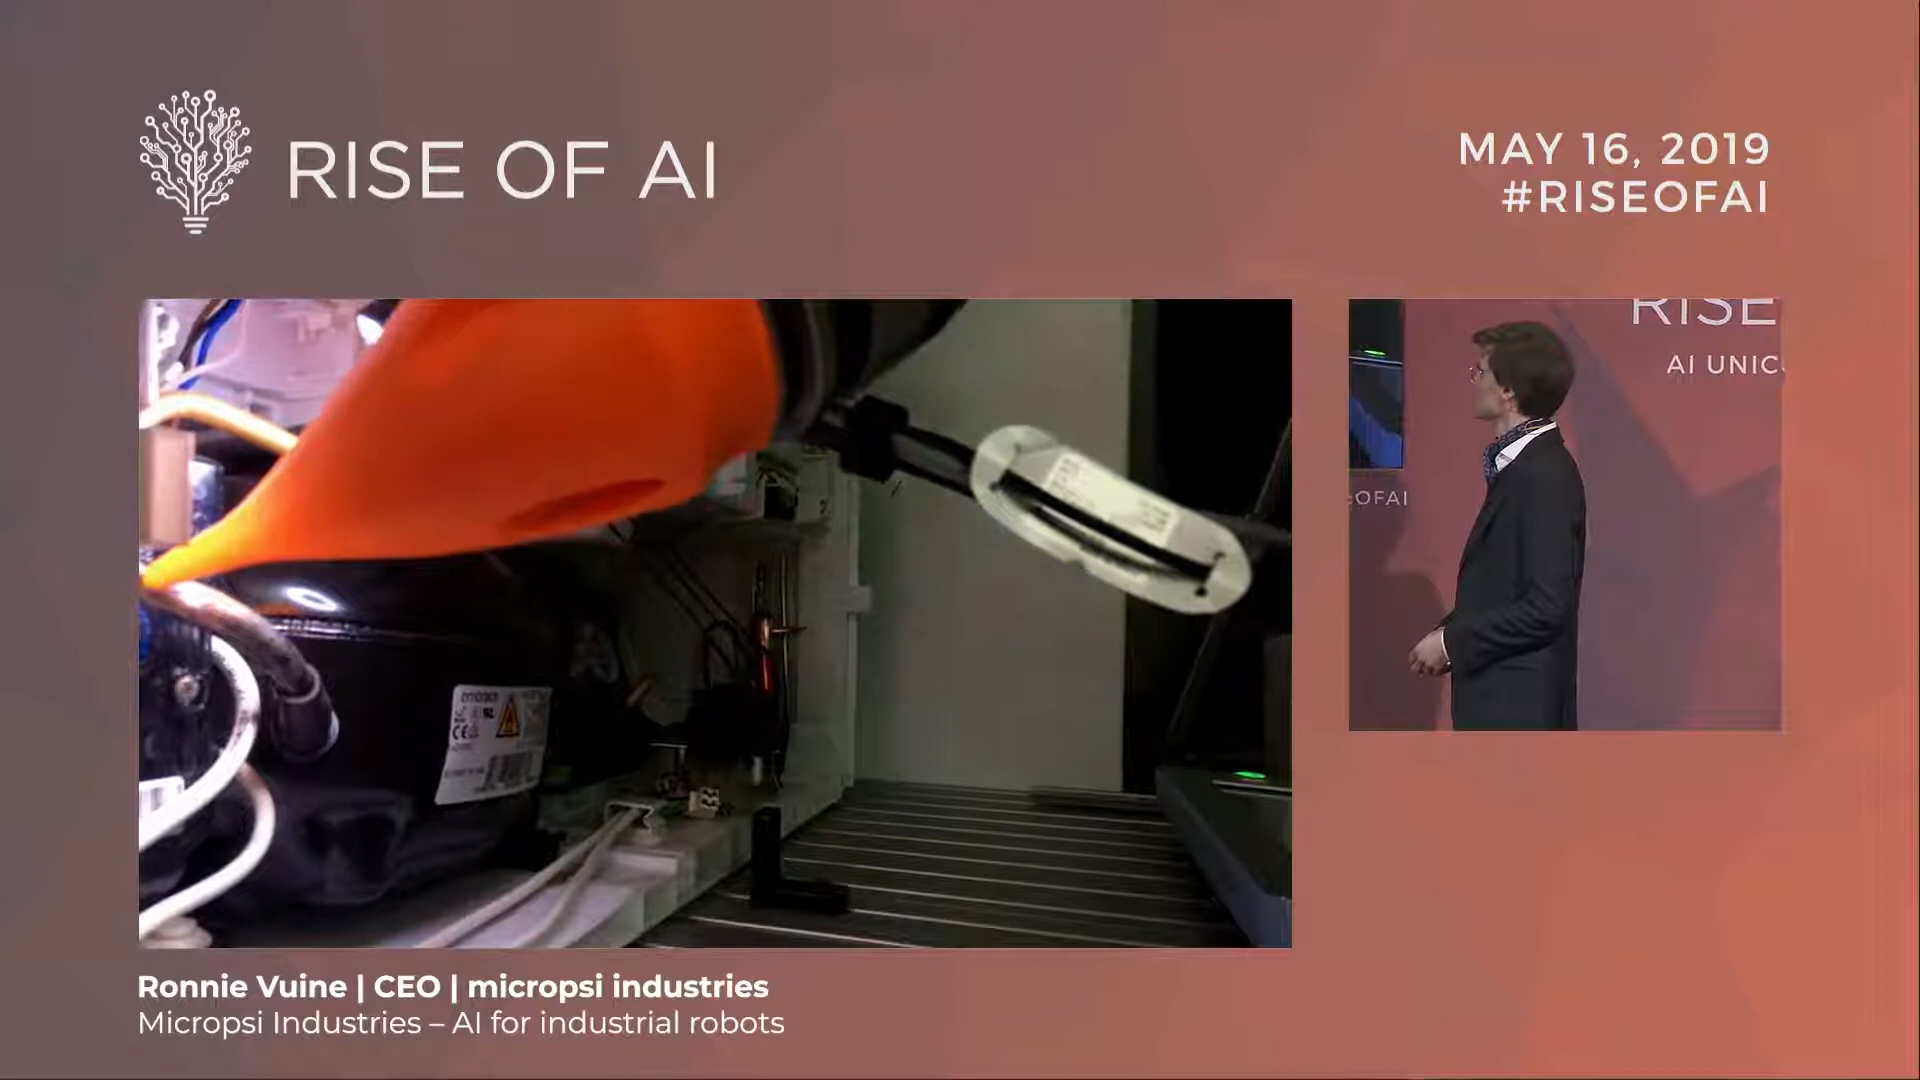 RISE OF AI
MAY 16, 2019
#RISEOFAI
RISE
AI UNIC
OFAI
CE
Ronnie Vuine | CEO | micropsi industries
Micropsi Industries – AI for industrial robots